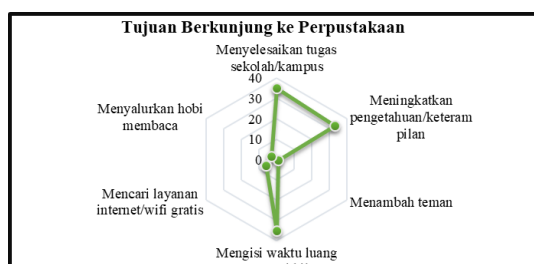 Tujuan Berkunjung ke Perpustakaan
Menyelesaikan tugas
sekolah/kampus
40
30
20
10
0
Meningkatkan
pengetahuan/keteram
pilan
Menambah teman
Mengisi waktu luang
Mencari layanan
internet/wifi gratis
Menyalurkan hobi
membaca